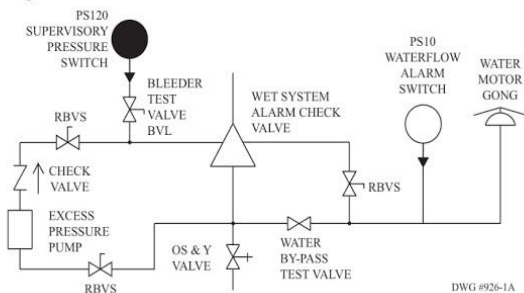 PS120
SUPERVISORY
PRESSURE
SWITCH
BLEEDER
TEST
VALVE
BVL
RBVS
CHECK
VALVE
EXCESS
PRESSURE
PUMP
RBVS
WET SYSTEM
ALARM CHECK
VALVE
OS & Y
VALVE
WATER
BY-PASS
TEST VALVE
RBVS
PS10
WATERFLOW
ALARM
SWITCH
WATER
MOTOR
GONG
DWG #926-1A